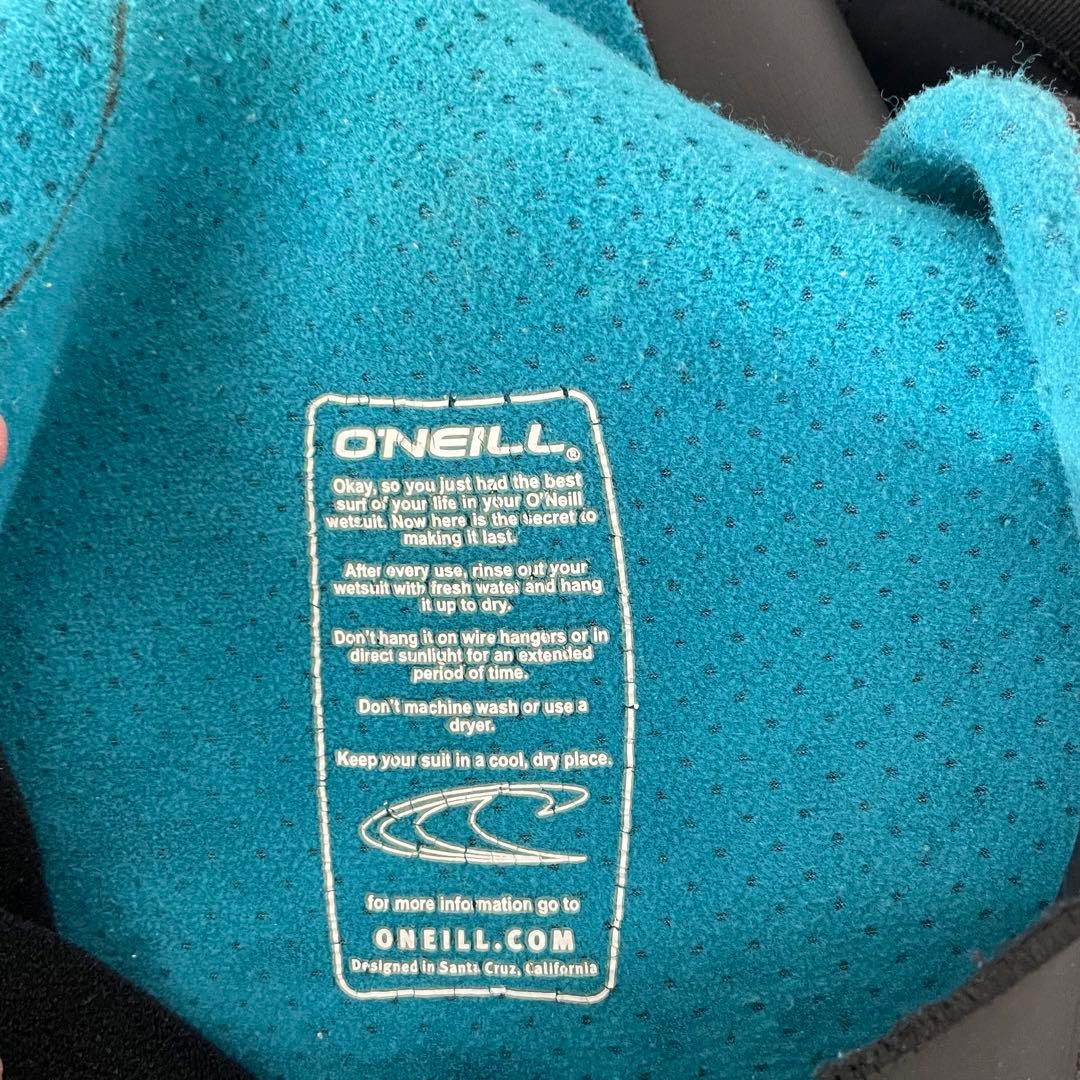 O'NEILL®
Okay, so you just had the best
surf of your life in your O'Neill
wetsuit. Now here is the secret to
making it last.
After every use, rinse out your
wetsuit with fresh water and hang
it up to dry.
Don't hang it on wire hangers or in
direct sunlight for an extended
period of time.
Don't machine wash or use a
dryer.
Keep your suit in a cool, dry place.
for more information go to
ONEILL.COM
Designed in Santa Cruz, California